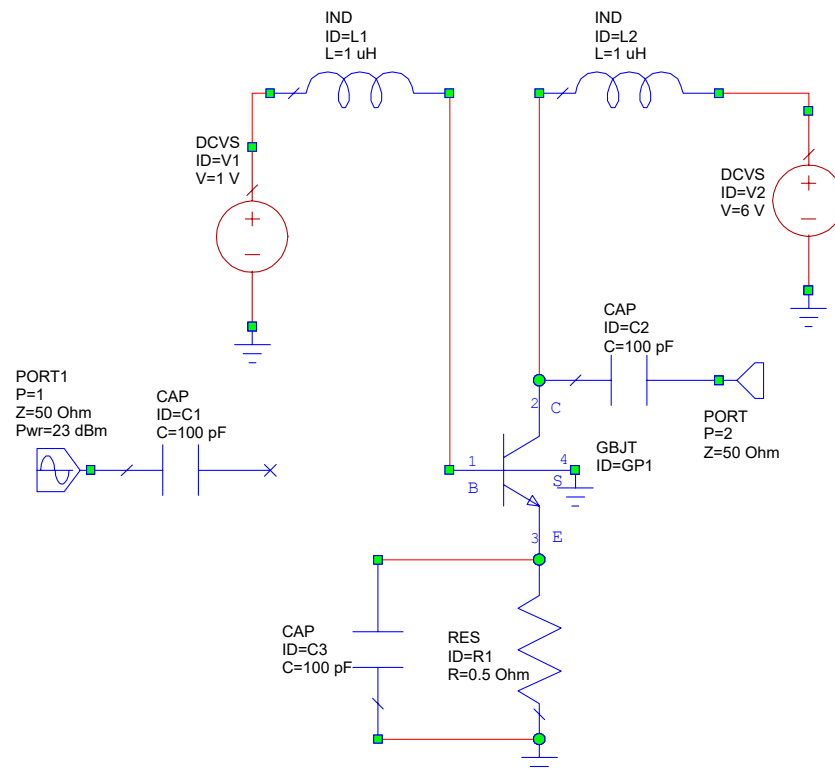 IND
ID=L1
L=1 uH
IND
ID=L2
L=1 uH
DCVS
ID=V1
V=1 V
+
−
DCVS
ID=V2
V=6 V
+
−
CAP
ID=C2
C=100 pF
PORT1
P=1
Z=50 Ohm
Pwr=23 dBm
CAP
ID=C1
C=100 pF
PORT
P=2
Z=50 Ohm
2 C
1
B
4
S
GBJT
ID=GP1
3 E
CAP
ID=C3
C=100 pF
RES
ID=R1
R=0.5 Ohm